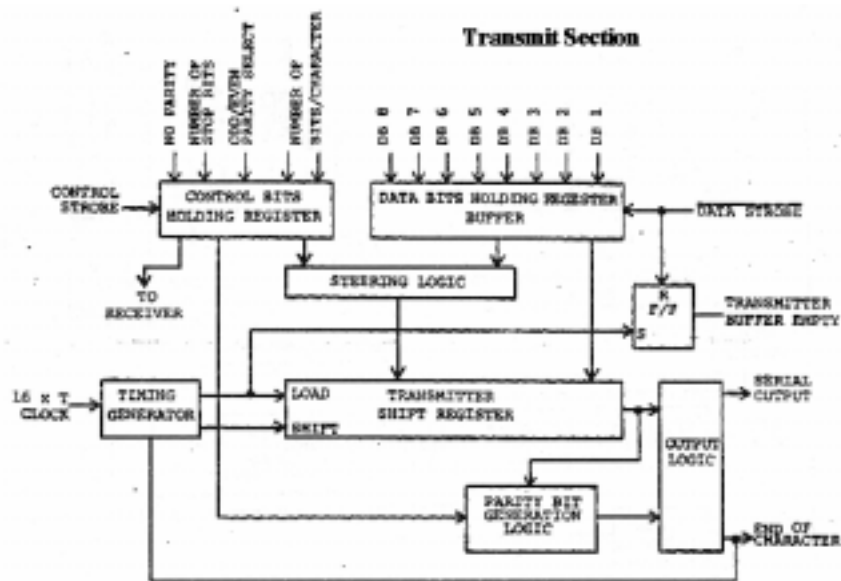 Transmit Section
NO PARITY
NUMBER OF
STOP BITS
ODD/EVEN
PARITY SELECT
NUMBER OF
BITS/CHARACTER
DB 8
DB 7
DB 6
DB 5
DB 4
DB 3
DB 2
DB 1
CONTROL
STROBE
CONTROL BITS
HOLDING REGISTER
DATA BITS HOLDING REGISTER
BUFFER
DATA STROBE
STEERING LOGIC
TO
RECEIVER
R
F/F
S
TRANSMITTER
BUFFER EMPTY
16 x T
CLOCK
TIMING
GENERATOR
LOAD
SHIFT
TRANSMITTER
SHIFT REGISTER
SERIAL
OUTPUT
OUTPUT
LOGIC
PARITY BIT
GENERATION
LOGIC
END OF
CHARACTER